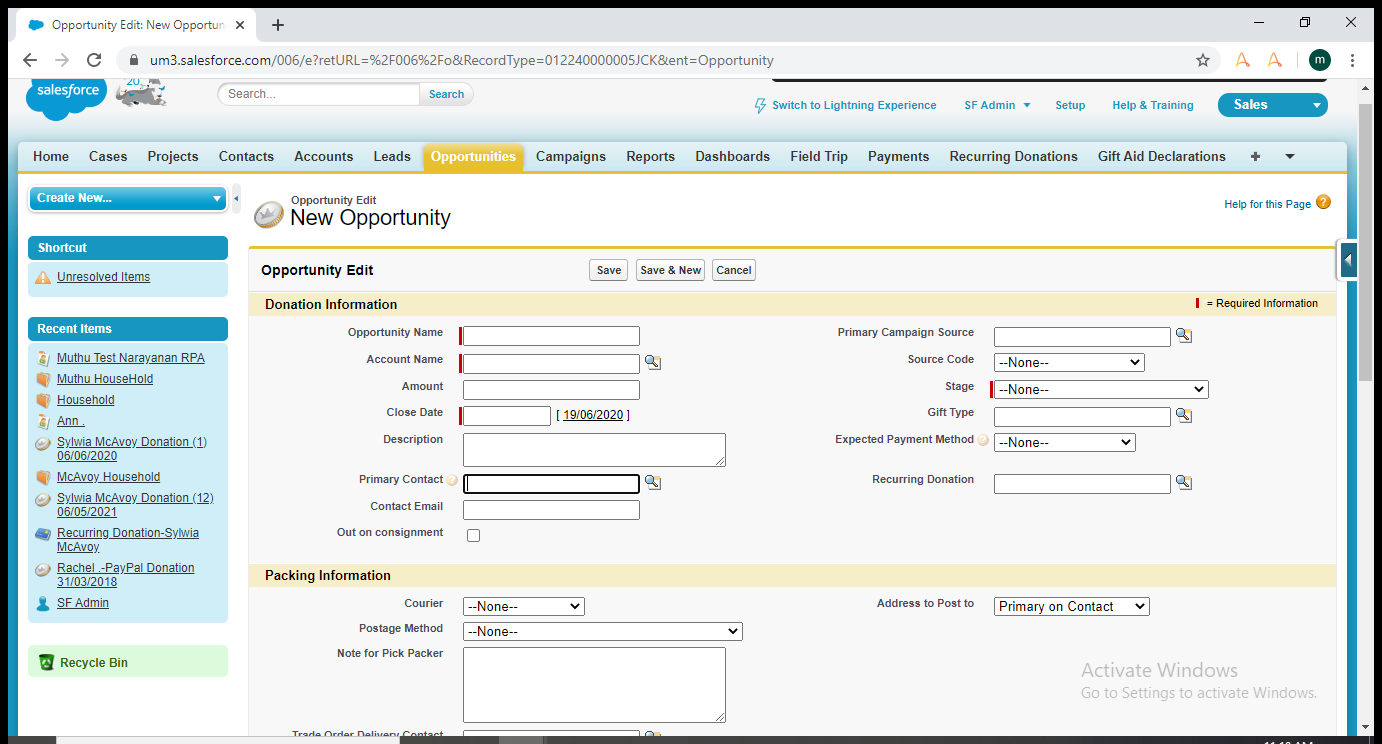 Opportunity Edit: New Opportun
um3.salesforce.com/006/e?retURL=%2F006%2Fo&RecordType=012240000005JCK&ent=Opportunity
m
salesforce
20
Search...
Search
Switch to Lightning Experience
SF Admin
Setup
Help & Training
Sales
Home Cases Projects Contacts Accounts Leads Opportunities Campaigns Reports Dashboards Field Trip Payments Recurring Donations Gift Aid Declarations +
Create New...
Shortcut
Unresolved Items
Recent Items
Muthu Test Narayanan RPA
Muthu HouseHold
Household
Ann .
Sylwia McAvoy Donation (1)
06/06/2020
McAvoy Household
Sylwia McAvoy Donation (12)
06/05/2021
Recurring Donation-Sylwia
McAvoy
Rachel .-PayPal Donation
31/03/2018
SF Admin
Recycle Bin
Opportunity Edit
New Opportunity
Help for this Page ?
Opportunity Edit
Save
Save & New
Cancel
Donation Information
= Required Information
Opportunity Name
Primary Campaign Source
Account Name
Source Code
--None--
Amount
Stage
--None--
Close Date
[ 19/06/2020 ]
Gift Type
Description
Expected Payment Method
?
--None--
Primary Contact
?
Recurring Donation
Contact Email
Out on consignment
Packing Information
Courier
--None--
Address to Post to
Primary on Contact
Postage Method
--None--
Note for Pick Packer
Trade Order Delivery Contact
Activate Windows
Go to Settings to activate Windows.